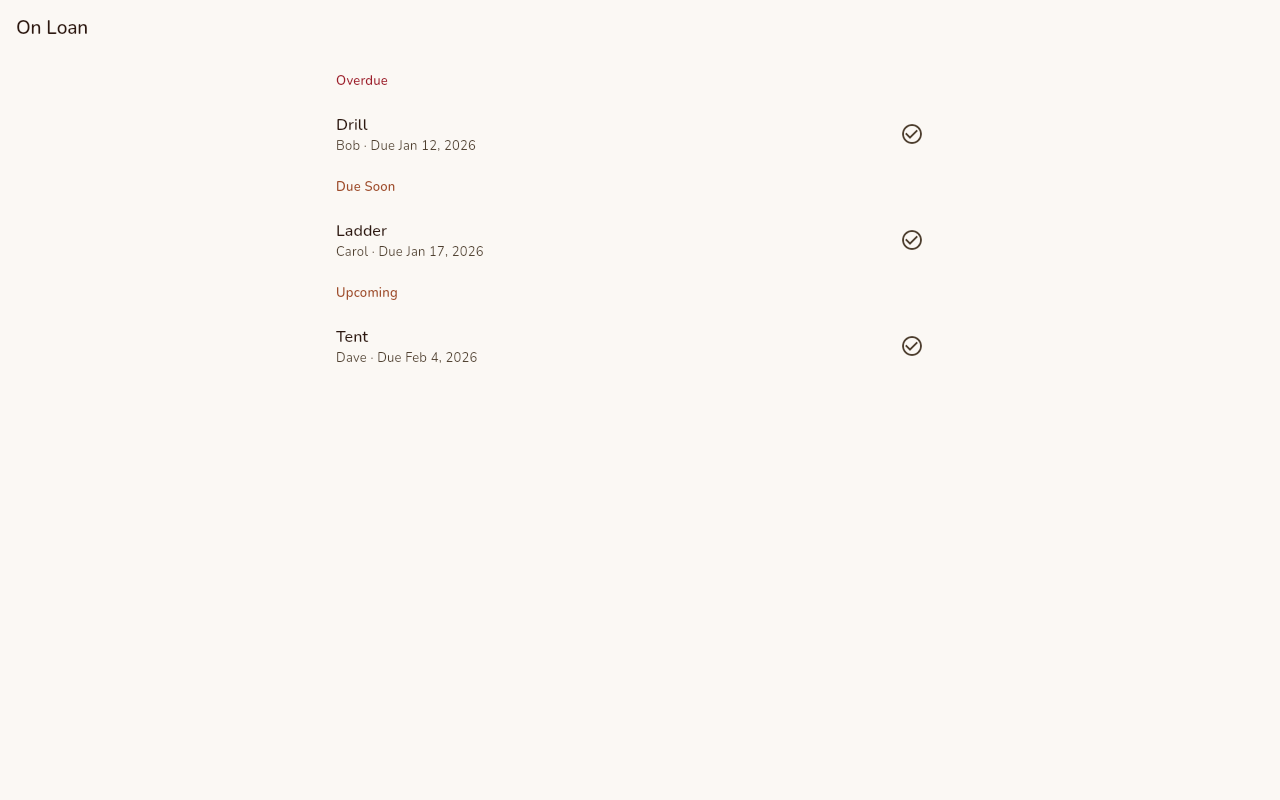 On Loan
Overdue
Drill
Bob · Due Jan 12, 2026
Due Soon
Ladder
Carol · Due Jan 17, 2026
Upcoming
Tent
Dave · Due Feb 4, 2026